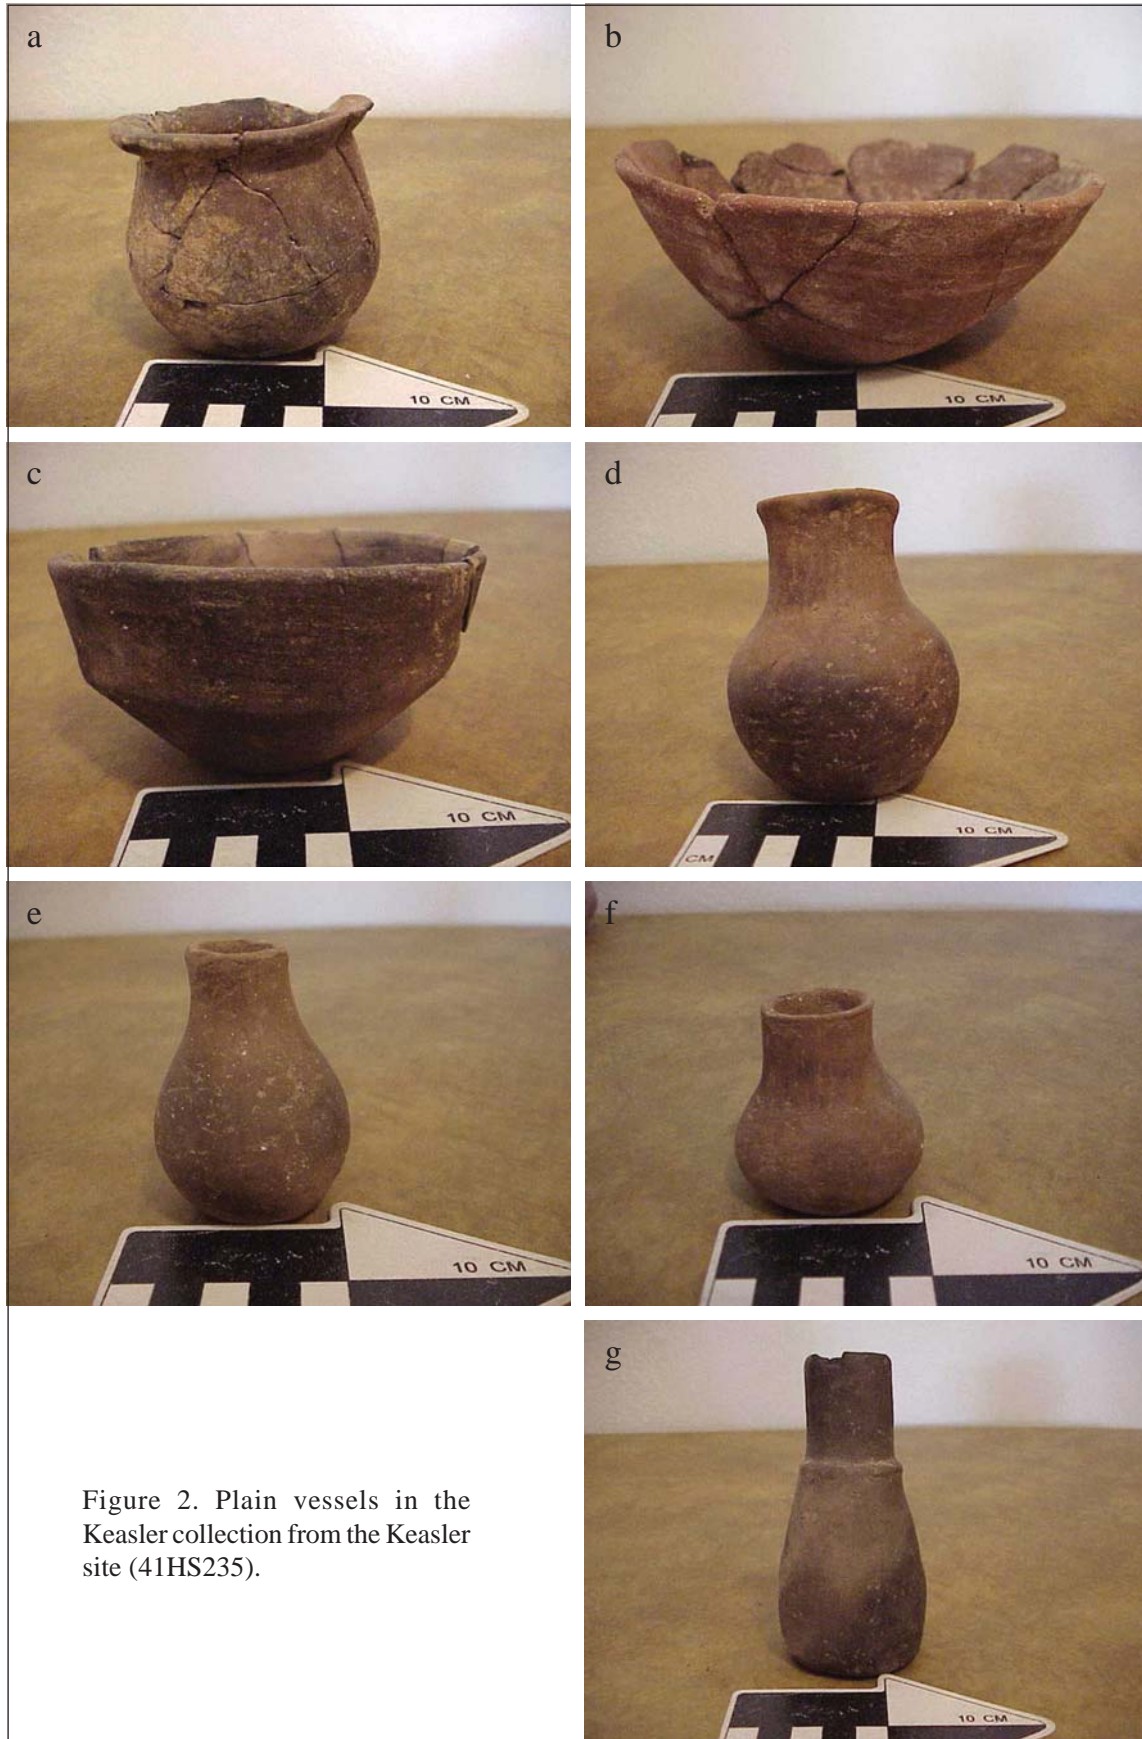 a
b
10 CM
10 CM
c
d
10 CM
10 CM
CM
e
f
10 CM
10 CM
g
10 CM
Figure 2. Plain vessels in the
Keasler collection from the Keasler
site (41HS235).